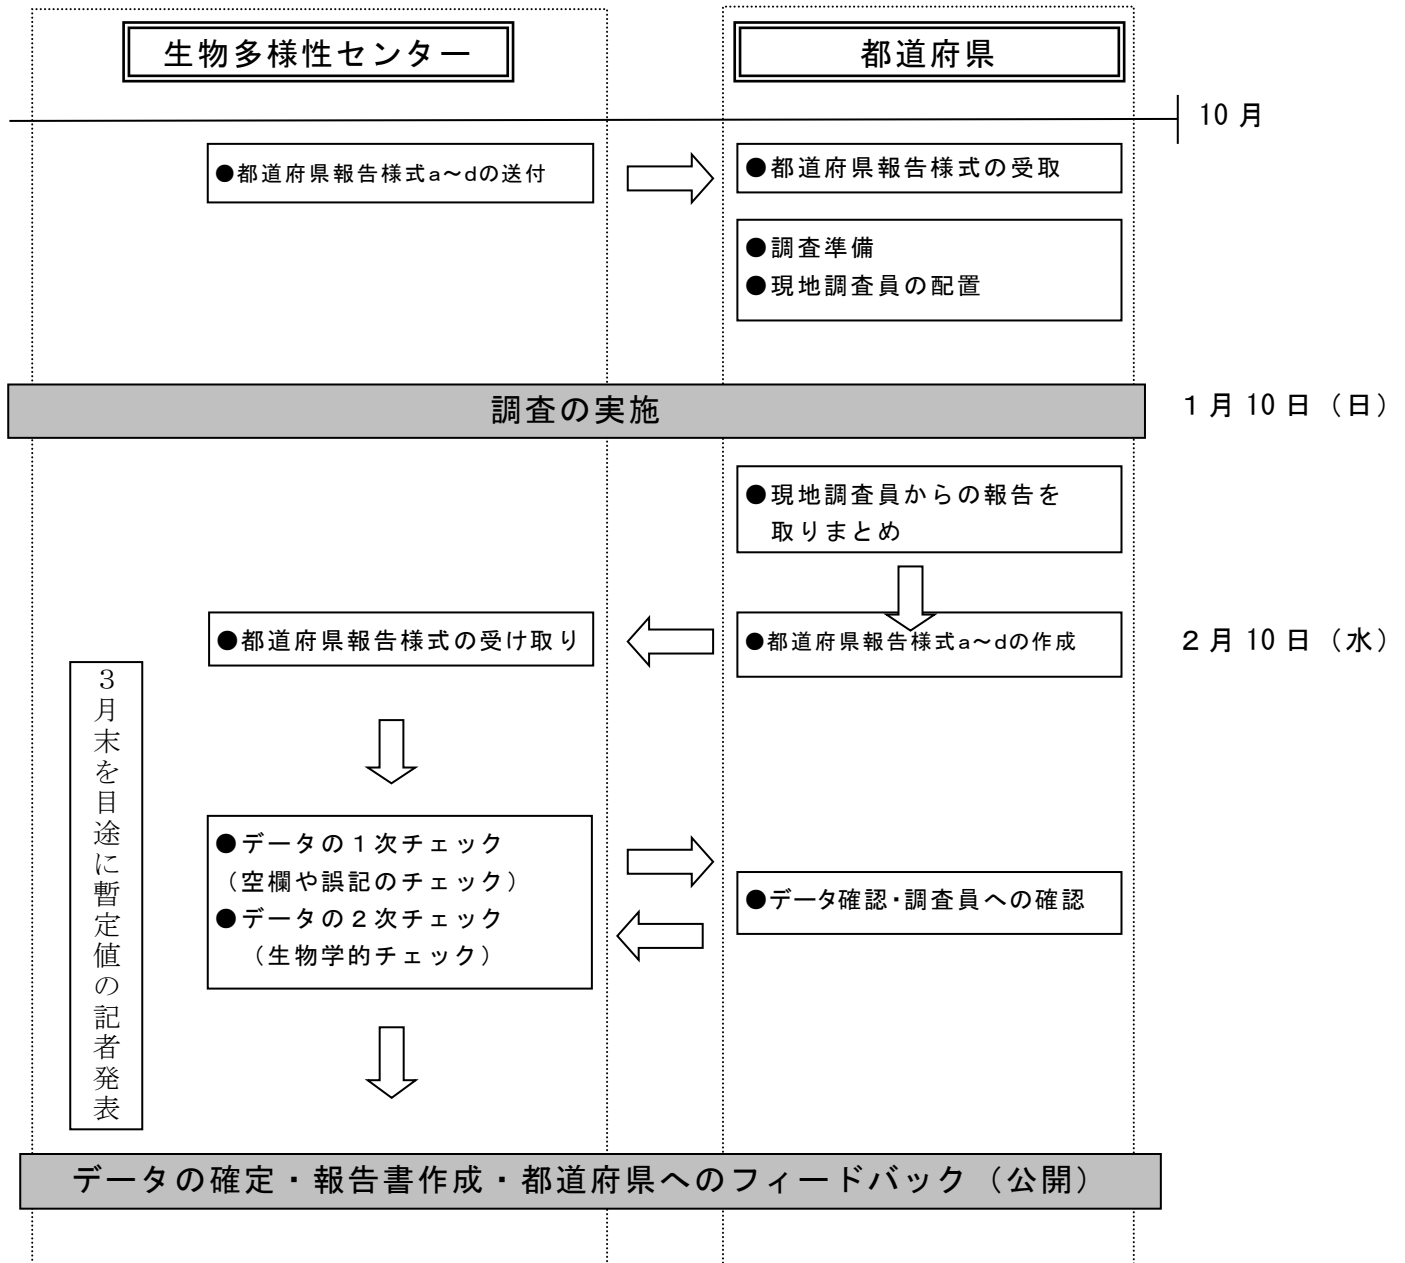 生物多様性センター
都道府県
10月
●都道府県報告様式a～dの送付
●都道府県報告様式の受取
●調査準備
●現地調査員の配置
調査の実施
1月10日（日）
●現地調査員からの報告を
取りまとめ
●都道府県報告様式の受け取り
●都道府県報告様式a～dの作成
2月10日（水）
3月末を目途に暫定値の記者発表
●データの1次チェック
（空欄や誤記のチェック）
●データの2次チェック
（生物学的チェック）
●データ確認・調査員への確認
データの確定・報告書作成・都道府県へのフィードバック（公開）